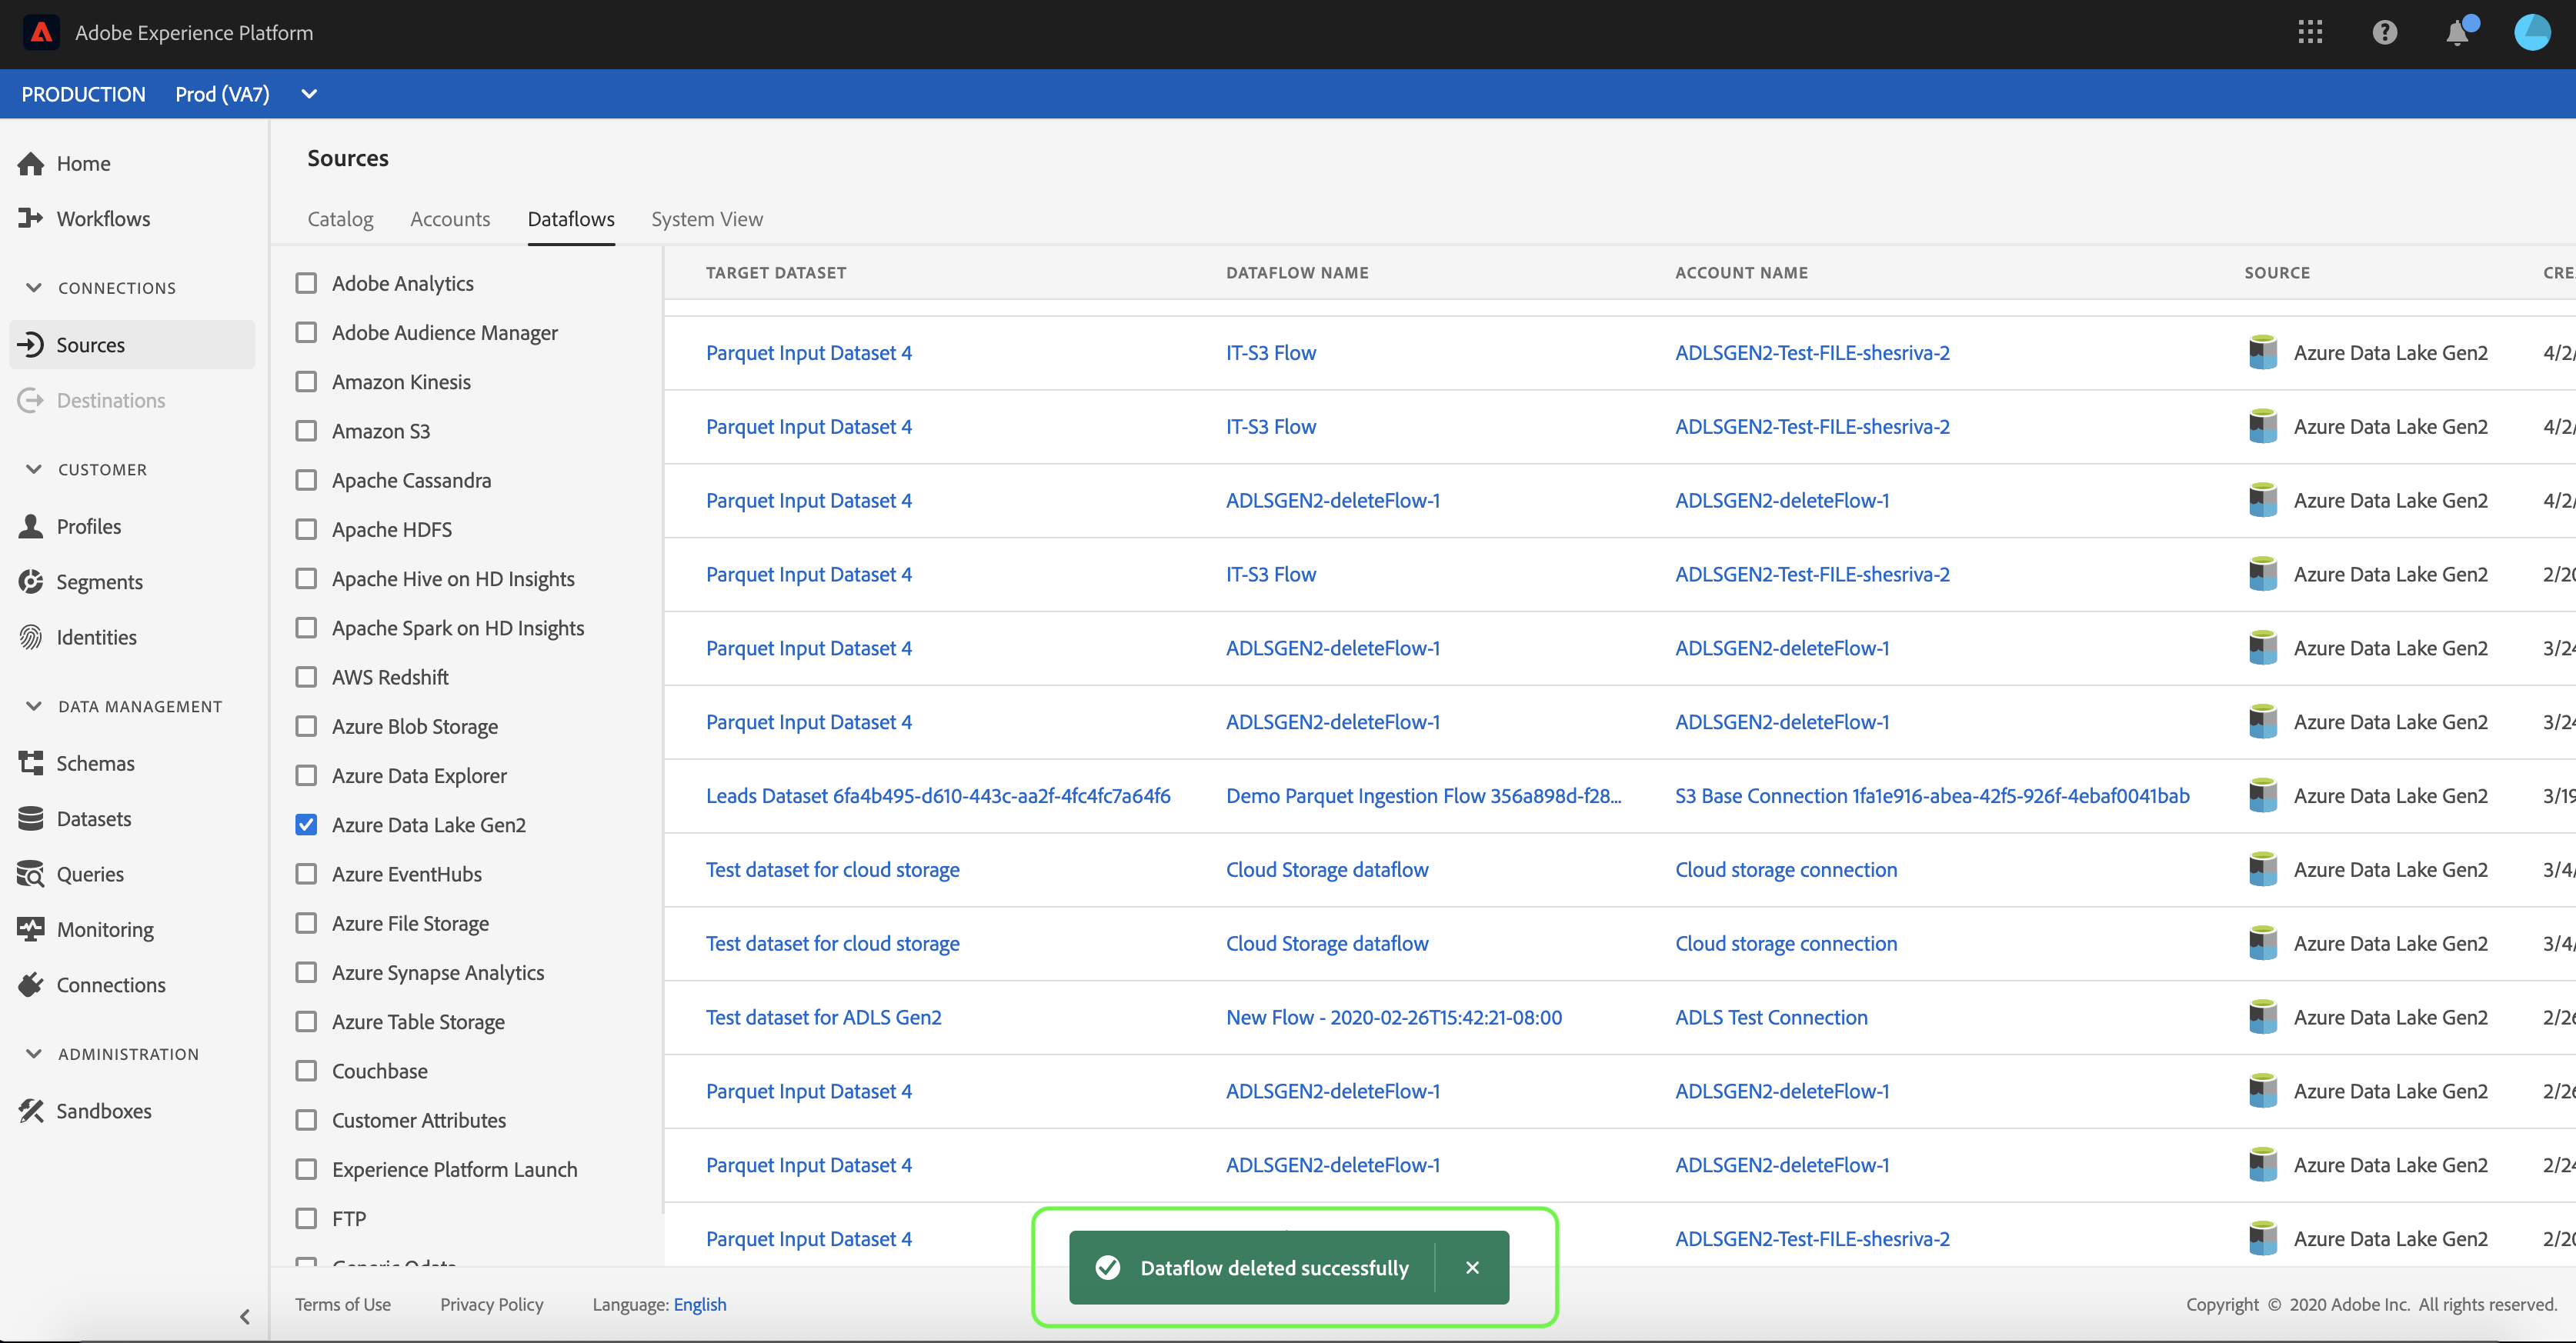 Adobe Experience Platform
PRODUCTION Prod (VA7)
Home
Workflows
CONNECTIONS
Sources
Destinations
CUSTOMER
Profiles
Segments
Identities
DATA MANAGEMENT
Schemas
Datasets
Queries
Monitoring
Connections
ADMINISTRATION
Sandboxes
Sources
Catalog Accounts Dataflows System View
Adobe Analytics
Adobe Audience Manager
Amazon Kinesis
Amazon S3
Apache Cassandra
Apache HDFS
Apache Hive on HD Insights
Apache Spark on HD Insights
AWS Redshift
Azure Blob Storage
Azure Data Explorer
Azure Data Lake Gen2
Azure EventHubs
Azure File Storage
Azure Synapse Analytics
Azure Table Storage
Couchbase
Customer Attributes
Experience Platform Launch
FTP
TARGET DATASET DATAFLOW NAME ACCOUNT NAME SOURCE CRE
Parquet Input Dataset 4 IT-S3 Flow ADLSGEN2-Test-FILE-shesriva-2 Azure Data Lake Gen2 4/2/
Parquet Input Dataset 4 IT-S3 Flow ADLSGEN2-Test-FILE-shesriva-2 Azure Data Lake Gen2 4/2/
Parquet Input Dataset 4 ADLSGEN2-deleteFlow-1 ADLSGEN2-deleteFlow-1 Azure Data Lake Gen2 4/2/
Parquet Input Dataset 4 IT-S3 Flow ADLSGEN2-Test-FILE-shesriva-2 Azure Data Lake Gen2 2/20
Parquet Input Dataset 4 ADLSGEN2-deleteFlow-1 ADLSGEN2-deleteFlow-1 Azure Data Lake Gen2 3/24
Parquet Input Dataset 4 ADLSGEN2-deleteFlow-1 ADLSGEN2-deleteFlow-1 Azure Data Lake Gen2 3/24
Leads Dataset 6fa4b495-d610-443c-aa2f-4fc4fc7a64f6 Demo Parquet Ingestion Flow 356a898d-f28... S3 Base Connection 1fa1e916-abea-42f5-926f-4ebaf0041bab Azure Data Lake Gen2 3/19
Test dataset for cloud storage Cloud Storage dataflow Cloud storage connection Azure Data Lake Gen2 3/4/
Test dataset for cloud storage Cloud Storage dataflow Cloud storage connection Azure Data Lake Gen2 3/4/
Test dataset for ADLS Gen2 New Flow - 2020-02-26T15:42:21-08:00 ADLS Test Connection Azure Data Lake Gen2 2/26
Parquet Input Dataset 4 ADLSGEN2-deleteFlow-1 ADLSGEN2-deleteFlow-1 Azure Data Lake Gen2 2/26
Parquet Input Dataset 4 ADLSGEN2-deleteFlow-1 ADLSGEN2-deleteFlow-1 Azure Data Lake Gen2 2/24
Parquet Input Dataset 4 ADLSGEN2-Test-FILE-shesriva-2 Azure Data Lake Gen2 2/20
Dataflow deleted successfully
Terms of Use Privacy Policy Language: English Copyright © 2020 Adobe Inc. All rights reserved.